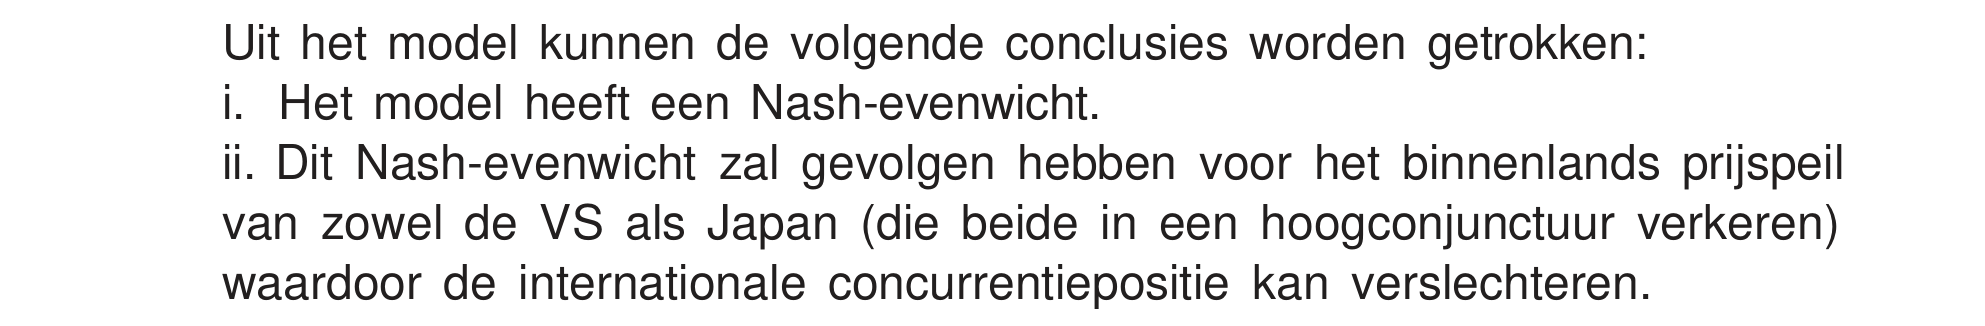 Uit het model kunnen de volgende conclusies worden getrokken:
i. Het model heeft een Nash-evenwicht.
ii. Dit Nash-evenwicht zal gevolgen hebben voor het binnenlands prijspeil
van zowel de VS als Japan (die beide in een hoogconjunctuur verkeren)
waardoor de internationale concurrentiepositie kan verslechteren.